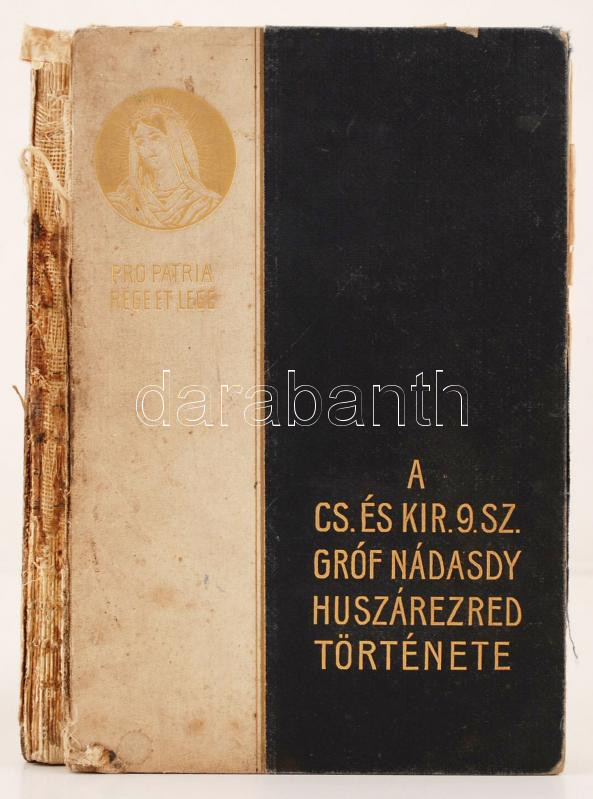 PRO PATRIA
REGE ET LEGE
darabanth
A
CS. ÉS KIR. 9. SZ.
GRÓF NÁDASDY
HUSZÁREZRED
TÖRTÉNETE